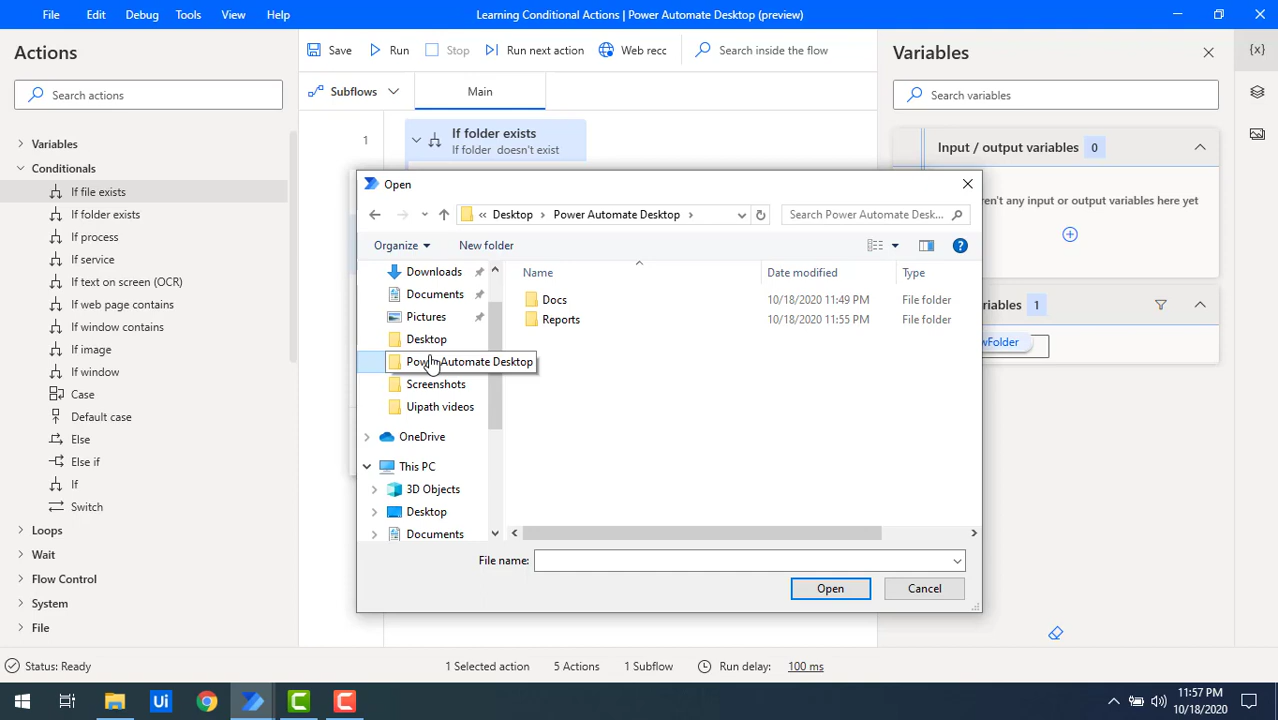 File Edit Debug Tools View Help
Learning Conditional Actions | Power Automate Desktop (preview)
Actions
Search actions
Variables
Conditionals
If file exists
If folder exists
If process
If service
If text on screen (OCR)
If web page contains
If window contains
If image
If window
Case
Default case
Else
Else if
If
Switch
Loops
Wait
Flow Control
System
File
Save Run Stop Run next action Web recc Search inside the flow
Subflows Main
1
If folder exists
If folder doesn't exist
Open
« Desktop › Power Automate Desktop ›
Search Power Automate Desk...
Organize New folder
Downloads
Documents
Pictures
Desktop
Power Automate Desktop
Screenshots
Uipath videos
OneDrive
This PC
3D Objects
Desktop
Documents
Name Date modified Type
Docs 10/18/2020 11:49 PM File folder
Reports 10/18/2020 11:55 PM File folder
File name:
Open Cancel
Variables
{x}
Search variables
Input / output variables 0
en't any input or output variables here yet
ariables 1
wFolder
Status: Ready 1 Selected action 5 Actions 1 Subflow Run delay: 100 ms
Ui
11:57 PM
10/18/2020